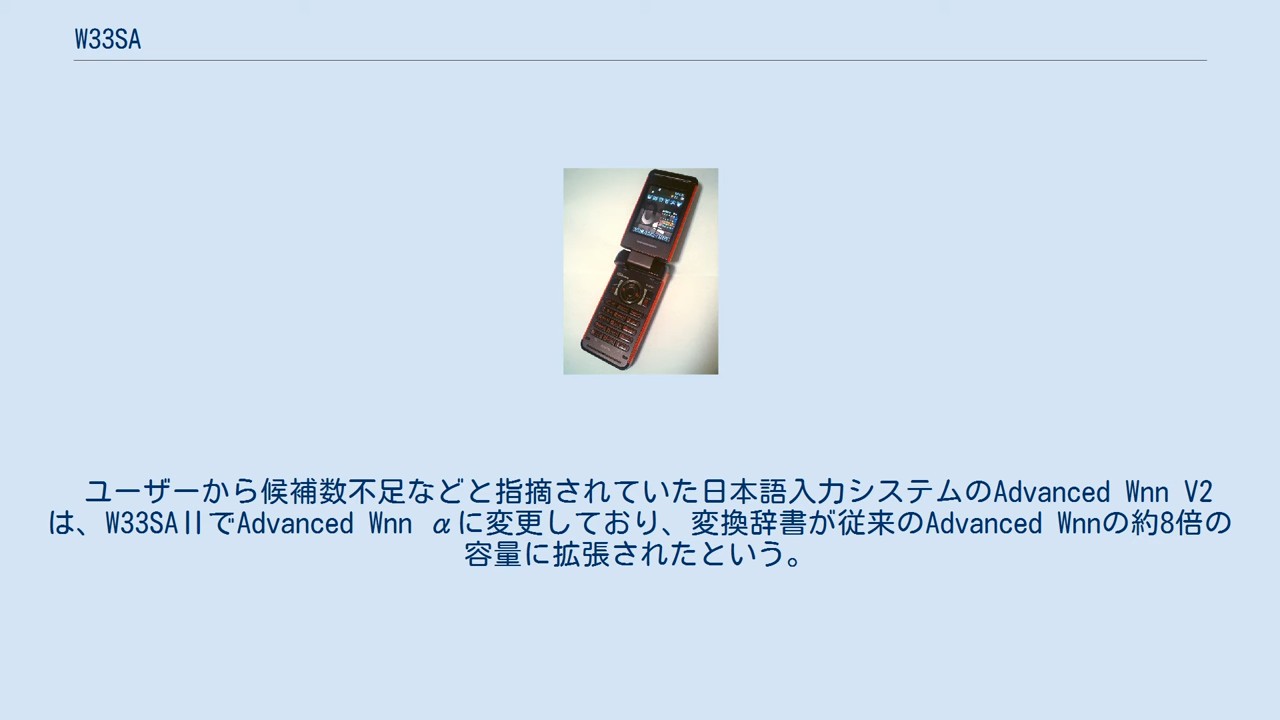 W33SA
ユーザーから候補数不足などと指摘されていた日本語入力システムのAdvanced Wnn V2
は、W33SAⅡでAdvanced Wnn αに変更しており、変換辞書が従来のAdvanced Wnnの約8倍の
容量に拡張されたという。